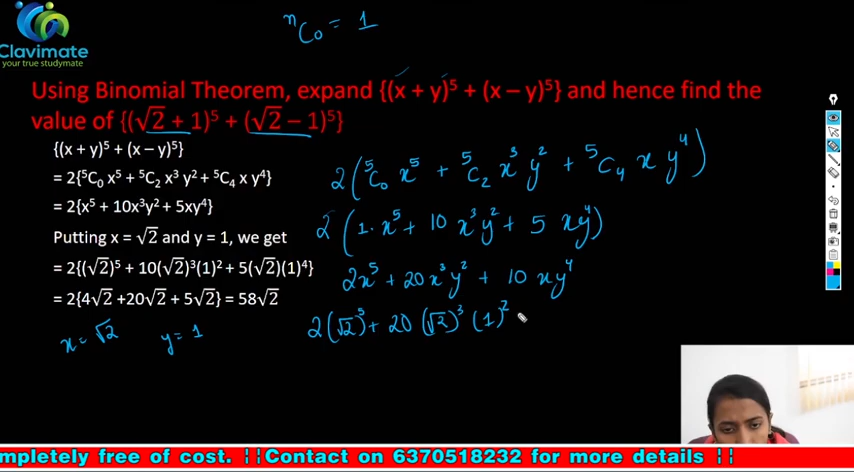 ⁿC₀ = 1
Clavimate
your true studymate
Using Binomial Theorem, expand {(x + y)⁵ + (x – y)⁵} and hence find the
value of {(√2 + 1)⁵ + (√2 – 1)⁵}
{(x + y)⁵ + (x – y)⁵}
= 2{⁵C₀ x⁵ + ⁵C₂ x³ y² + ⁵C₄ x y⁴}
= 2{x⁵ + 10x³y² + 5xy⁴}
Putting x = √2 and y = 1, we get
= 2{(√2)⁵ + 10(√2)³(1)² + 5(√2)(1)⁴}
= 2{4√2 +20√2 + 5√2} = 58√2
x = √2 y = 1
2(⁵C₀ x⁵ + ⁵C₂ x³ y² + ⁵C₄ x y⁴)
2(1·x⁵ + 10 x³y² + 5 xy⁴)
2x⁵ + 20x³y² + 10 xy⁴
2(√2)⁵ + 20(√2)³(1)²
mpletely free of cost. ¦¦Contact on 6370518232 for more details ¦¦